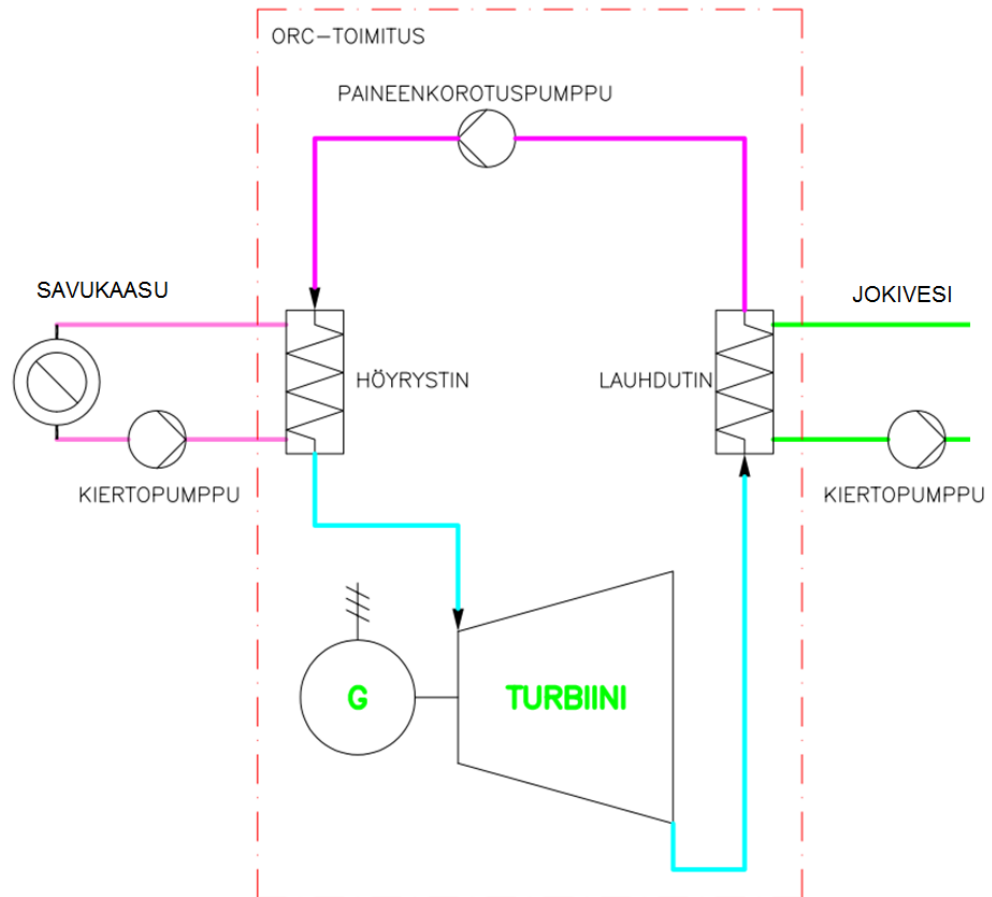 ORC-TOIMITUS
PAINEENKOROTUSPUMPPU
SAVUKAASU
JOKIVESI
HÖYRYSTIN
LAUHDUTIN
KIERTOPUMPPU
KIERTOPUMPPU
G
TURBIINI